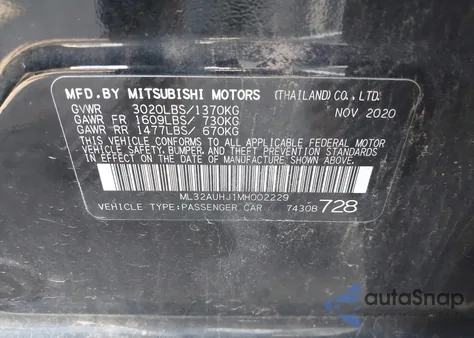 MFD.BY MITSUBISHI MOTORS (THAILAND) CO., LTD.
GVWR 3020LBS/1370KG NOV 2020
GAWR FR 1609LBS/ 730KG
GAWR RR 1477LBS/ 670KG
THIS VEHICLE CONFORMS TO ALL APPLICABLE FEDERAL MOTOR
VEHICLE SAFETY, BUMPER, AND THEFT PREVENTION STANDARDS
IN EFFECT ON THE DATE OF MANUFACTURE SHOWN ABOVE.
ML32AUHJ1MH002229
VEHICLE TYPE:PASSENGER CAR 74308 728
autoSnap